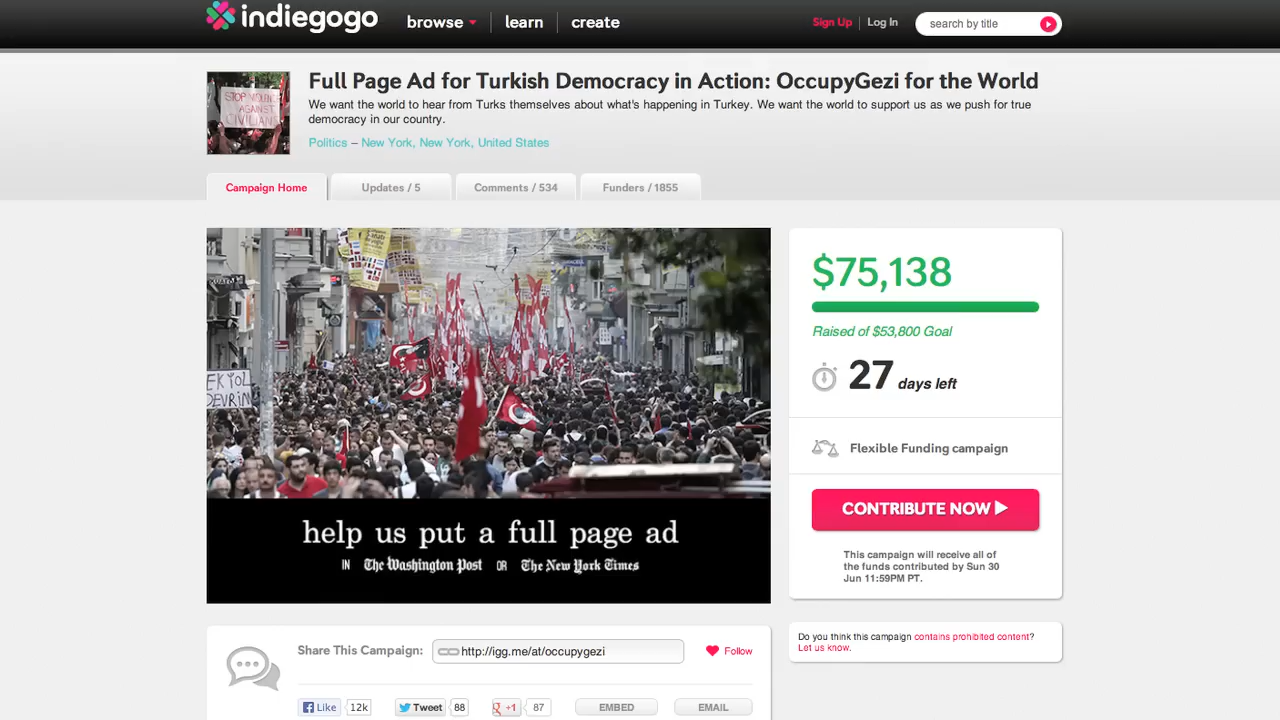 indiegogo browse learn create Sign Up Log In search by title
Full Page Ad for Turkish Democracy in Action: OccupyGezi for the World
We want the world to hear from Turks themselves about what's happening in Turkey. We want the world to support us as we push for true
democracy in our country.
Politics – New York, New York, United States
STOP VIOLENCE
AGAINST
CIVILIANS
Campaign Home Updates / 5 Comments / 534 Funders / 1855
EK YOL
DEVRİM
help us put a full page ad
IN The Washington Post OR The New York Times
$75,138
Raised of $53,800 Goal
27 days left
Flexible Funding campaign
CONTRIBUTE NOW
This campaign will receive all of
the funds contributed by Sun 30
Jun 11:59PM PT.
Do you think this campaign contains prohibited content?
Let us know.
Share This Campaign: http://igg.me/at/occupygezi Follow
Like 12k Tweet 88 +1 87 EMBED EMAIL